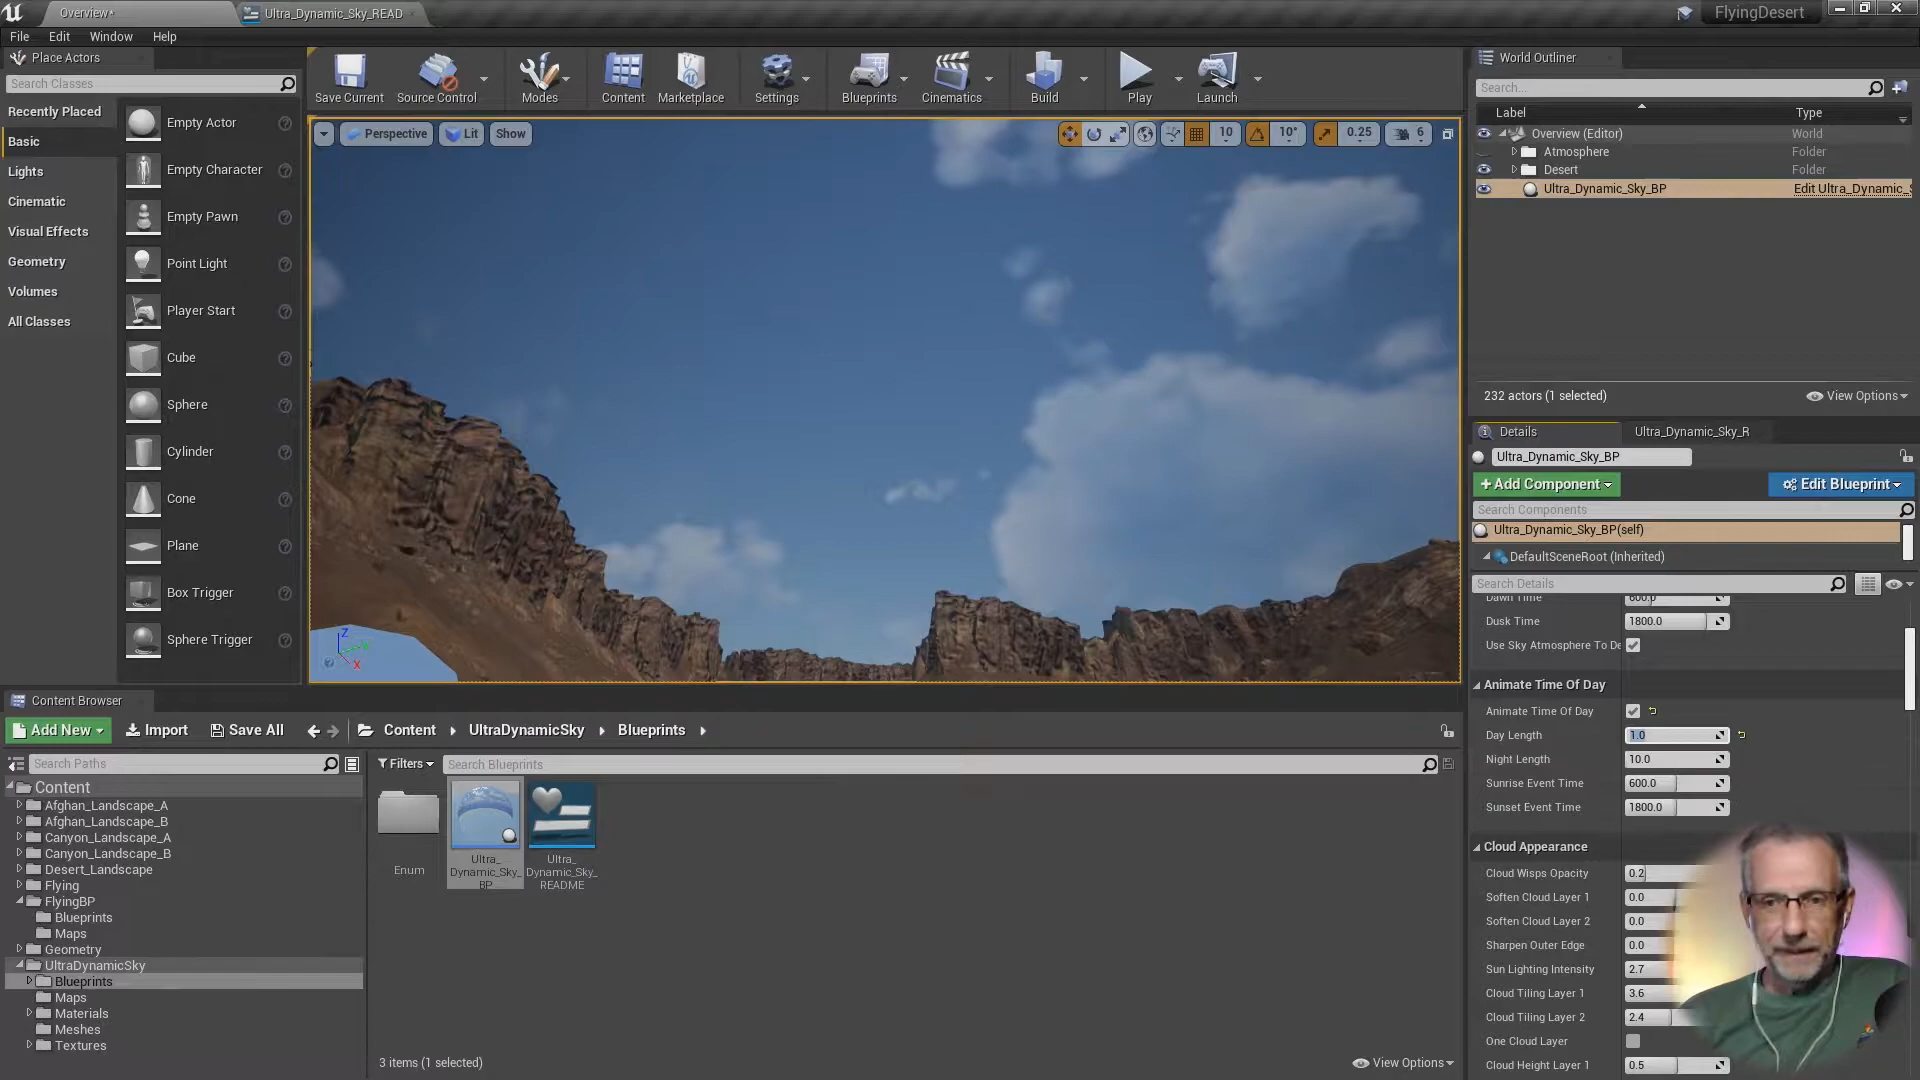 Overview*
Ultra_Dynamic_Sky_READ
FlyingDesert
File Edit Window Help
Place Actors
Search Classes
Recently Placed
Basic
Lights
Cinematic
Visual Effects
Geometry
Volumes
All Classes
Empty Actor
Empty Character
Empty Pawn
Point Light
Player Start
Cube
Sphere
Cylinder
Cone
Plane
Box Trigger
Sphere Trigger
Save Current
Source Control
Modes
Content
Marketplace
Settings
Blueprints
Cinematics
Build
Play
Launch
Perspective
Lit
Show
10
10°
0.25
6
Z
X
World Outliner
Search...
Label Type
Overview (Editor) World
Atmosphere Folder
Desert Folder
Ultra_Dynamic_Sky_BP Edit Ultra_Dynamic_S
232 actors (1 selected)
View Options
Details
Ultra_Dynamic_Sky_R
Ultra_Dynamic_Sky_BP
+Add Component
Edit Blueprint
Search Components
Ultra_Dynamic_Sky_BP(self)
DefaultSceneRoot (Inherited)
Search Details
Dawn Time 600.0
Dusk Time 1800.0
Use Sky Atmosphere To De
Animate Time Of Day
Animate Time Of Day
Day Length 1.0
Night Length 10.0
Sunrise Event Time 600.0
Sunset Event Time 1800.0
Cloud Appearance
Cloud Wisps Opacity 0.2
Soften Cloud Layer 1 0.0
Soften Cloud Layer 2 0.0
Sharpen Outer Edge 0.0
Sun Lighting Intensity 2.7
Cloud Tiling Layer 1 3.6
Cloud Tiling Layer 2 2.4
One Cloud Layer
Cloud Height Layer 1 0.5
Content Browser
Add New
Import
Save All
Content
UltraDynamicSky
Blueprints
Search Paths
Filters
Search Blueprints
Content
Afghan_Landscape_A
Afghan_Landscape_B
Canyon_Landscape_A
Canyon_Landscape_B
Desert_Landscape
Flying
FlyingBP
Blueprints
Maps
Geometry
UltraDynamicSky
Blueprints
Maps
Materials
Meshes
Textures
Enum
Ultra_
Dynamic_Sky_
BP
Ultra_
Dynamic_Sky_
README
3 items (1 selected)
View Options